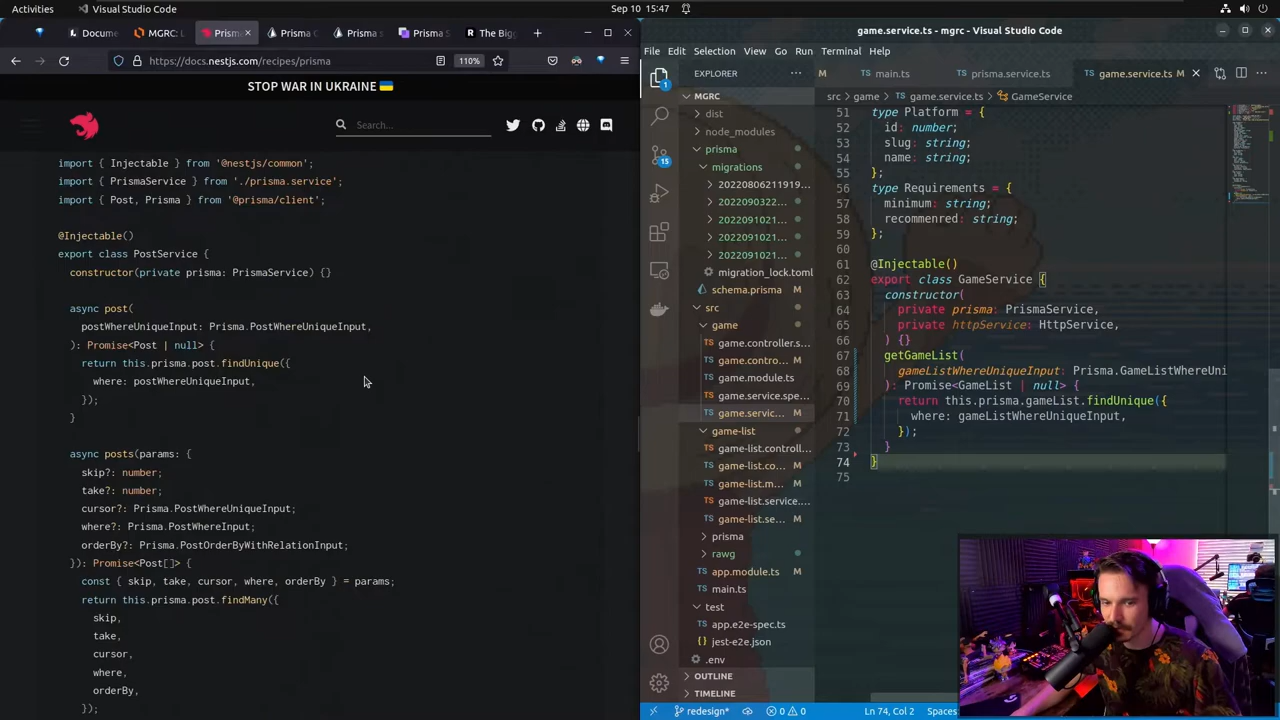 Activities
Visual Studio Code
Sep 10 15:47
Docume
MGRC: L
Prisma
Prisma C
Prisma s
Prisma S
The Bigg
https://docs.nestjs.com/recipes/prisma
110%
STOP WAR IN UKRAINE 🇺🇦
Search...
import { Injectable } from '@nestjs/common';
import { PrismaService } from './prisma.service';
import { Post, Prisma } from '@prisma/client';
@Injectable()
export class PostService {
constructor(private prisma: PrismaService) {}
async post(
postWhereUniqueInput: Prisma.PostWhereUniqueInput,
): Promise<Post | null> {
return this.prisma.post.findUnique({
where: postWhereUniqueInput,
});
}
async posts(params: {
skip?: number;
take?: number;
cursor?: Prisma.PostWhereUniqueInput;
where?: Prisma.PostWhereInput;
orderBy?: Prisma.PostOrderByWithRelationInput;
}): Promise<Post[]> {
const { skip, take, cursor, where, orderBy } = params;
return this.prisma.post.findMany({
skip,
take,
cursor,
where,
orderBy,
});
game.service.ts - mgrc - Visual Studio Code
File Edit Selection View Go Run Terminal Help
EXPLORER
MGRC
dist
node_modules
prisma
migrations
20220806211919...
2022090322...
2022091021...
2022091021...
2022091021...
migration_lock.toml
schema.prisma M
src
game
game.controller.s...
game.contro... M
game.module.ts
game.service.spe...
game.servic... M
game-list
game-list.controll...
game-list.co... M
game-list.m... M
game-list.service....
game-list.se... M
prisma
rawg
app.module.ts M
main.ts
test
app.e2e-spec.ts
jest-e2e.json
.env
OUTLINE
TIMELINE
1
15
M
main.ts
prisma.service.ts
game.service.ts M
src > game > game.service.ts > GameService
51 type Platform = {
52 id: number;
53 slug: string;
54 name: string;
55 };
56 type Requirements = {
57 minimum: string;
58 recommenred: string;
59 };
60
61 @Injectable()
62 export class GameService {
63 constructor(
64 private prisma: PrismaService,
65 private httpService: HttpService,
66 ) {}
67 getGameList(
68 gameListWhereUniqueInput: Prisma.GameListWhereUni
69 ): Promise<GameList | null> {
70 return this.prisma.gameList.findUnique({
71 where: gameListWhereUniqueInput,
72 });
73 }
74 }
75
redesign*
0
0
Ln 74, Col 2
Spaces